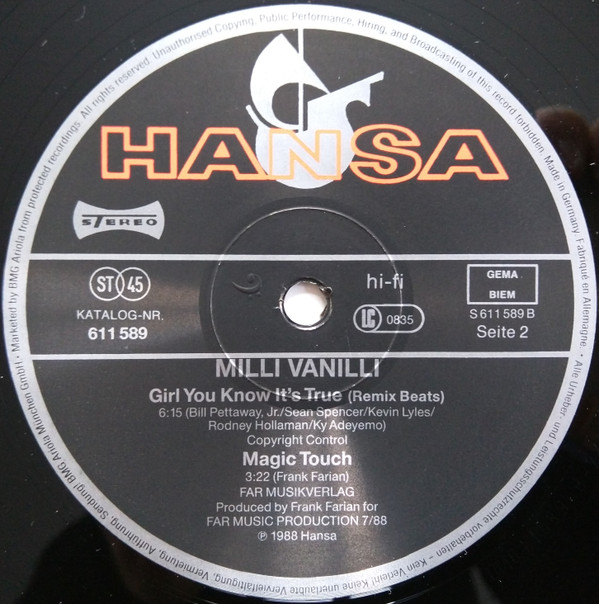 HANSA
STEREO
ST 45
KATALOG-NR.
611 589
hi-fi
LC 0835
GEMA
BIEM
S 611 589 B
Seite 2
MILLI VANILLI
Girl You Know It's True (Remix Beats)
6:15 (Bill Pettaway, Jr./Sean Spencer/Kevin Lyles/
Rodney Hollaman/Ky Adeyemo)
Copyright Control
Magic Touch
3:22 (Frank Farian)
FAR MUSIKVERLAG
Produced by Frank Farian for
FAR MUSIC PRODUCTION 7/88
℗ 1988 Hansa
Marketed by BMG Ariola from protected recordings. All rights reserved. Unauthorised Copying, Public Performance, Hiring, and Broadcasting of this record forbidden. Made in Germany. Fabriqué en Allemagne. • Alle Urheber- und Leistungsschutzrechte vorbehalten – Kein Verleih! Keine unerlaubte Vervielfältigung, Vermietung, Aufführung, Sendung! BMG Ariola München GmbH •